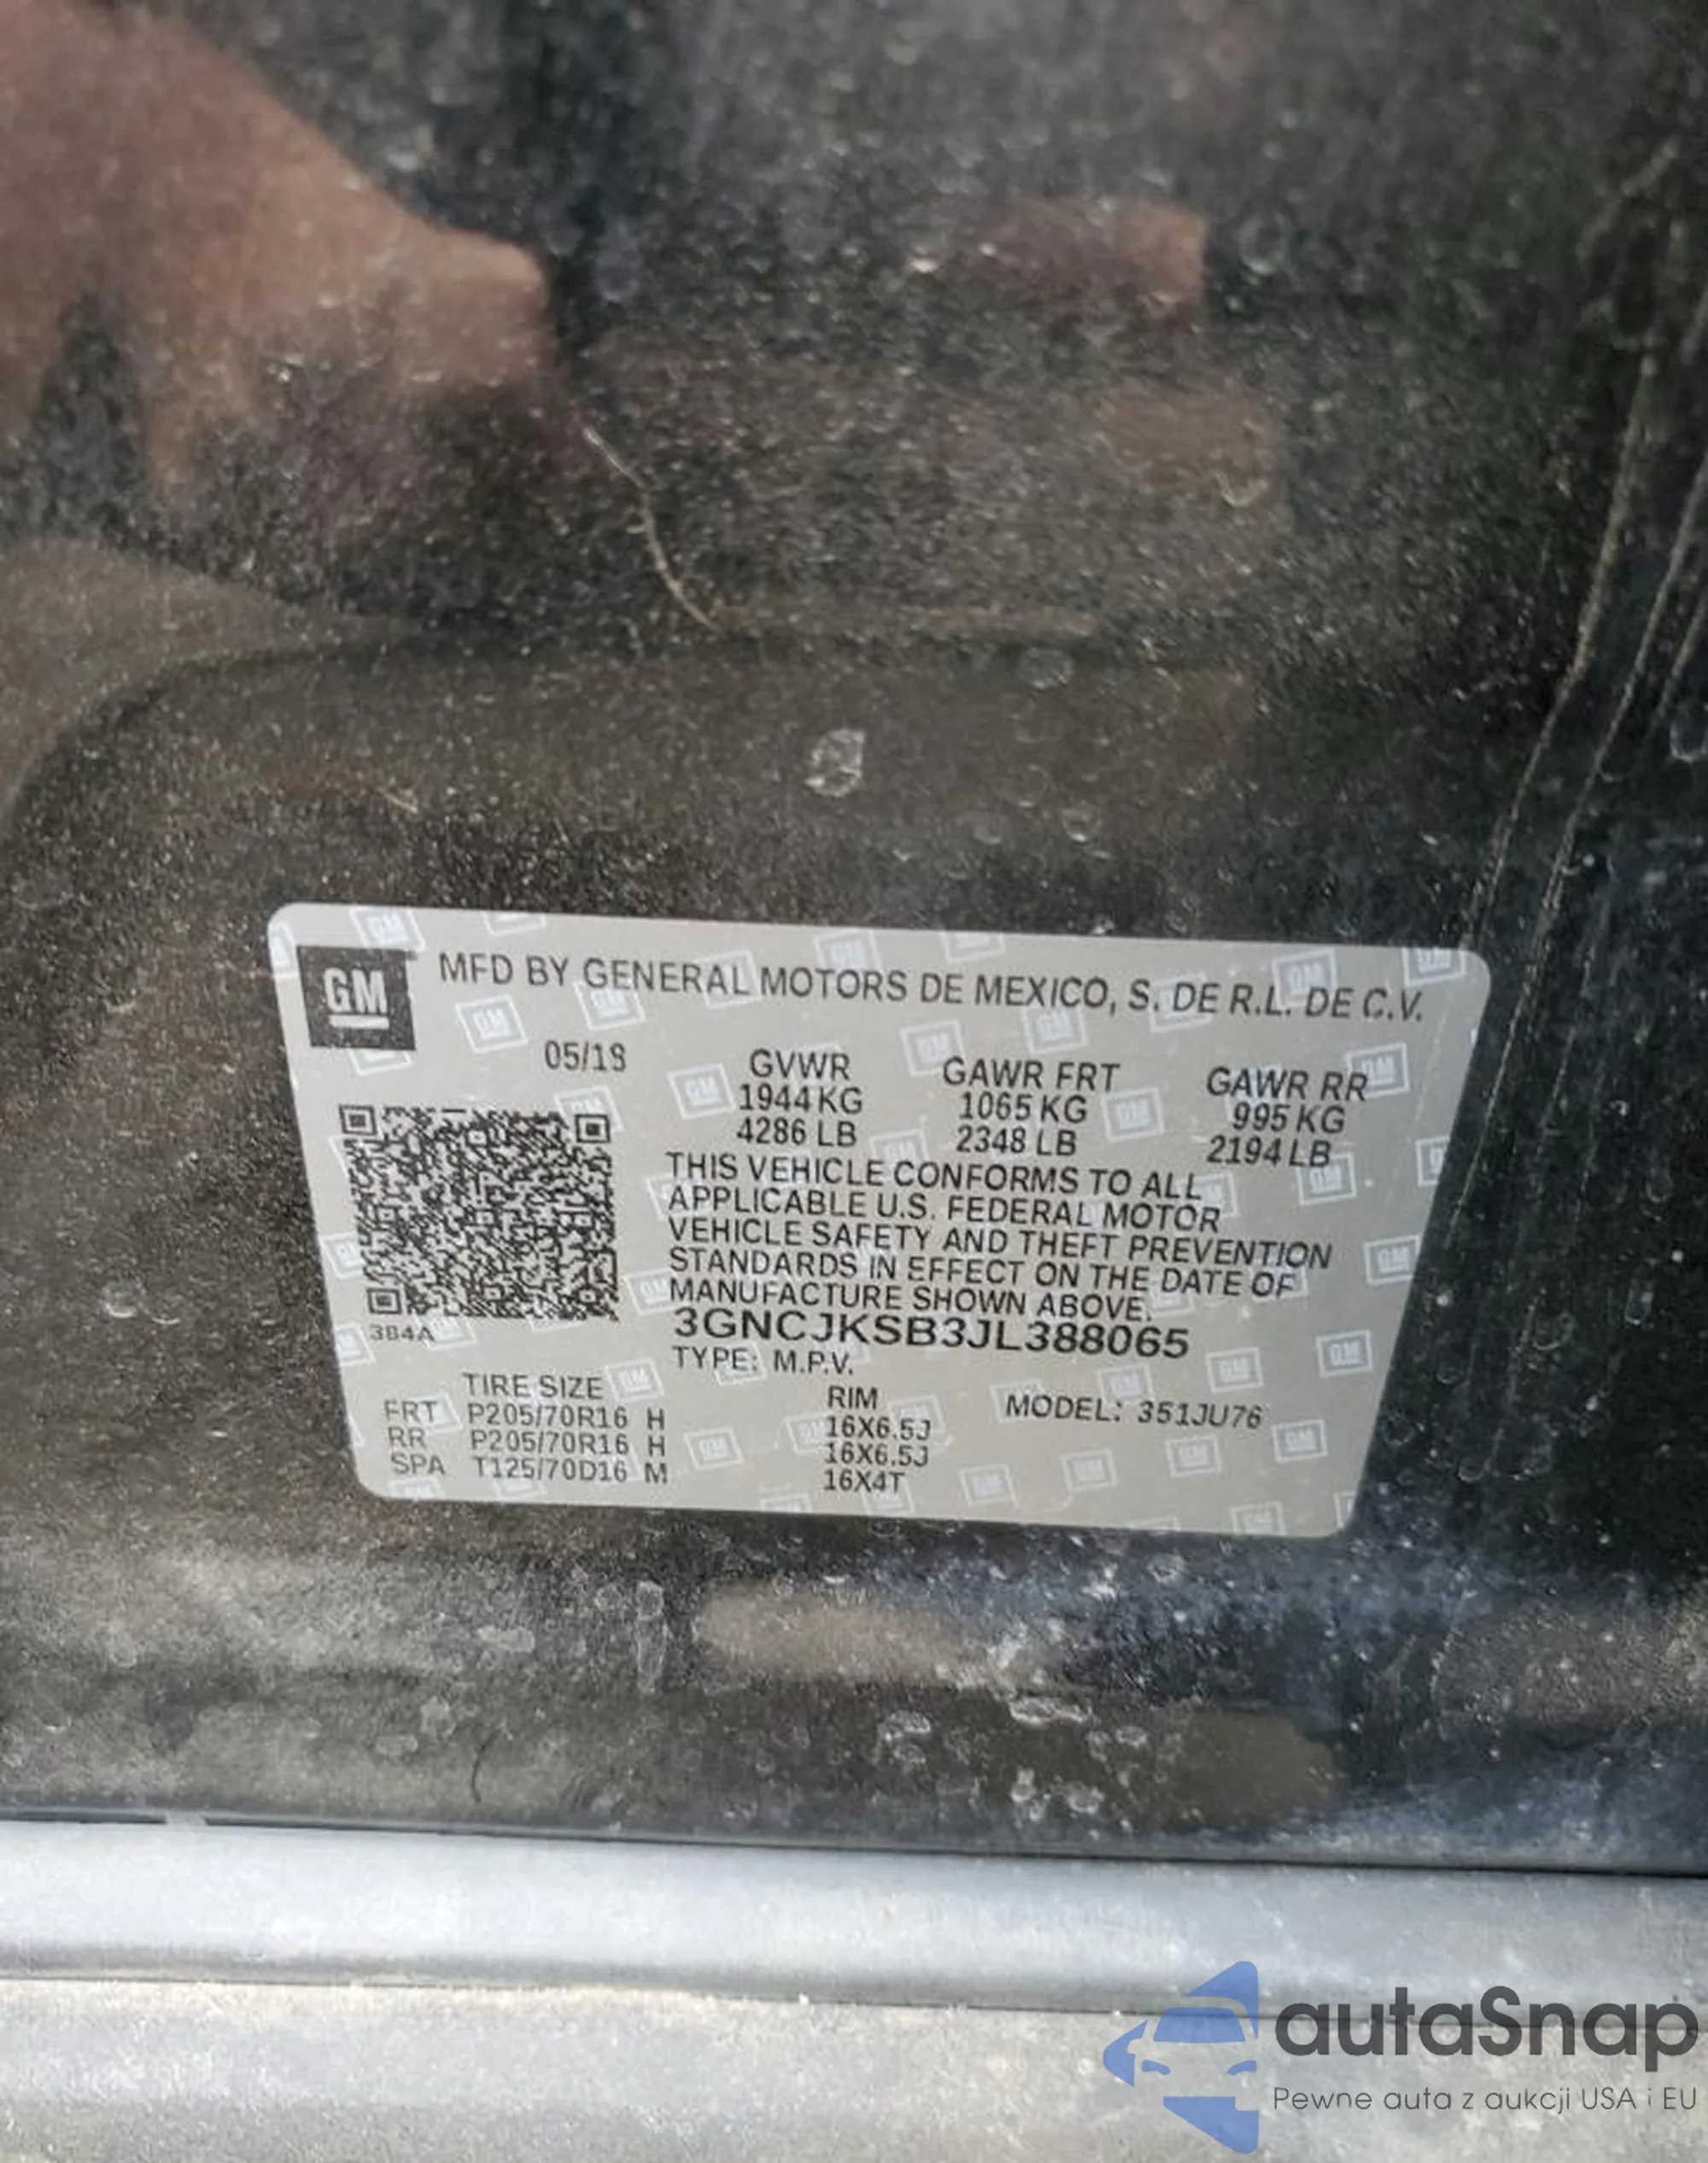 GM
MFD BY GENERAL MOTORS DE MEXICO, S. DE R.L. DE C.V.
05/18 GVWR GAWR FRT GAWR RR
1944 KG 1065 KG 995 KG
4286 LB 2348 LB 2194 LB
THIS VEHICLE CONFORMS TO ALL
APPLICABLE U.S. FEDERAL MOTOR
VEHICLE SAFETY AND THEFT PREVENTION
STANDARDS IN EFFECT ON THE DATE OF
MANUFACTURE SHOWN ABOVE.
384A 3GNCJKSB3JL388065
TYPE: M.P.V.
TIRE SIZE RIM MODEL: 351JU76
FRT P205/70R16 H 16X6.5J
RR P205/70R16 H 16X6.5J
SPA T125/70D16 M 16X4T
autaSnap
Pewne auta z aukcji USA i EU